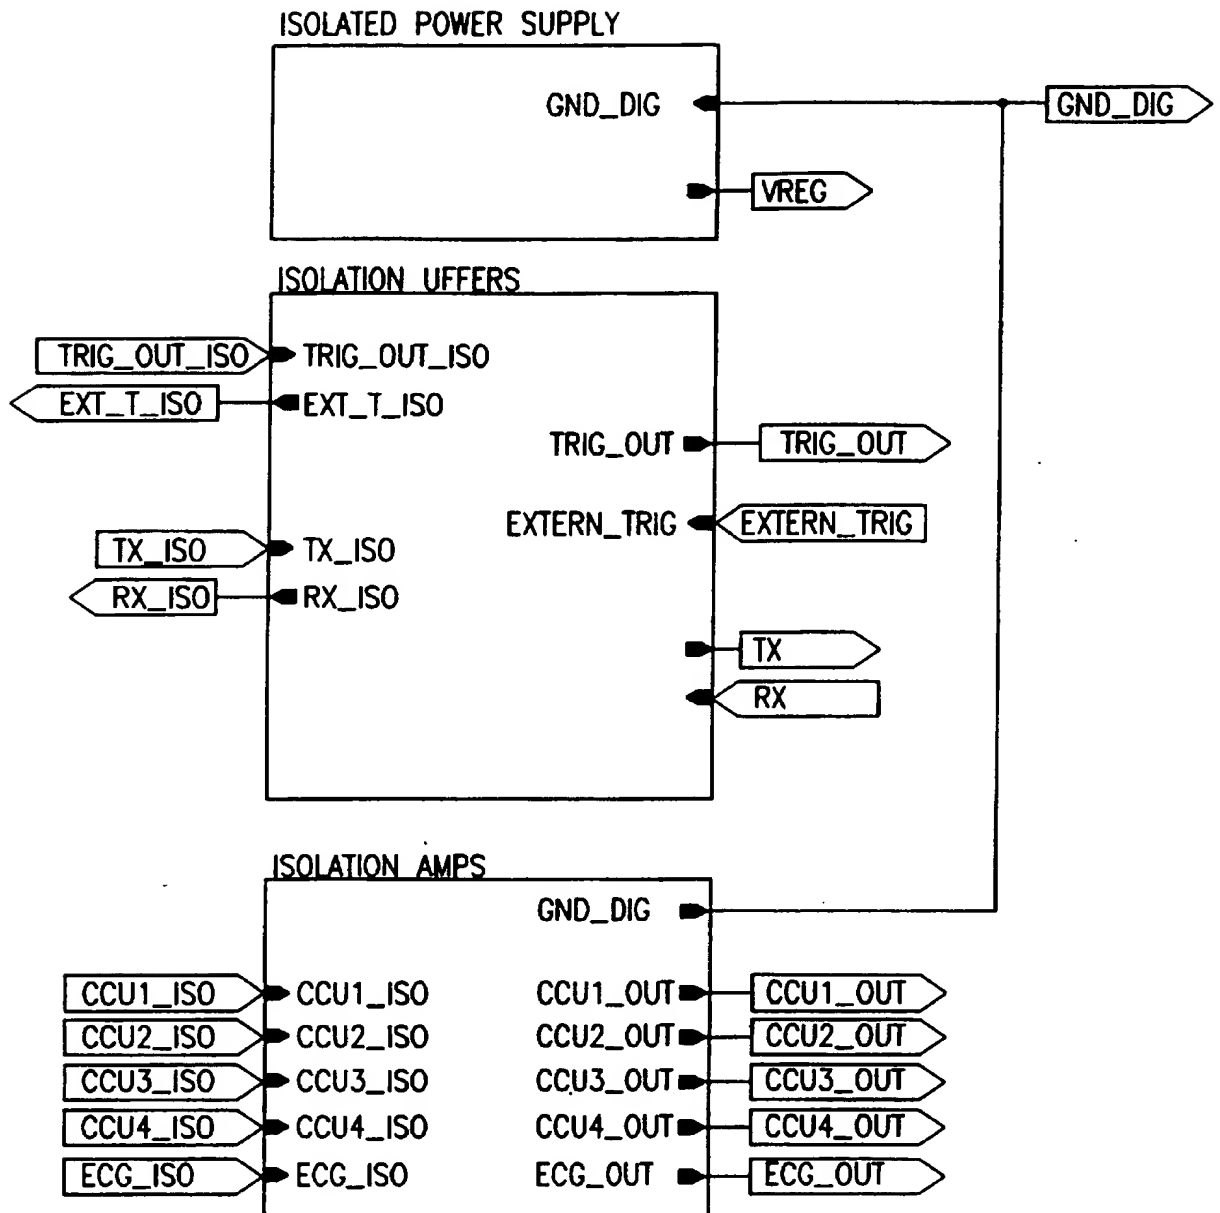 ISOLATED POWER SUPPLY
GND_DIG
GND_DIG
VREG
ISOLATION UFFERS
TRIG_OUT_ISO
TRIG_OUT_ISO
EXT_T_ISO
EXT_T_ISO
TRIG_OUT
TRIG_OUT
EXTERN_TRIG
EXTERN_TRIG
TX_ISO
TX_ISO
RX_ISO
RX_ISO
TX
RX
ISOLATION AMPS
GND_DIG
CCU1_ISO
CCU1_ISO
CCU1_OUT
CCU1_OUT
CCU2_ISO
CCU2_ISO
CCU2_OUT
CCU2_OUT
CCU3_ISO
CCU3_ISO
CCU3_OUT
CCU3_OUT
CCU4_ISO
CCU4_ISO
CCU4_OUT
CCU4_OUT
ECG_ISO
ECG_ISO
ECG_OUT
ECG_OUT